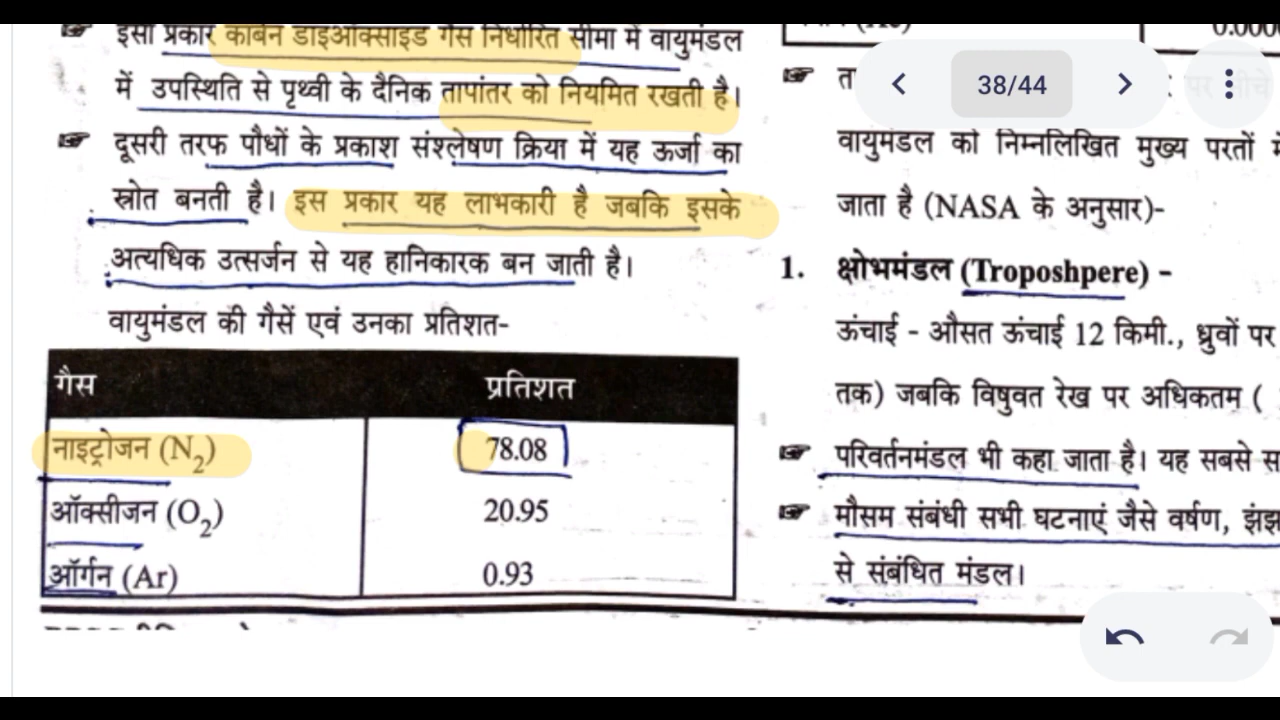 इसी प्रकार कार्बन डाइऑक्साइड गैस निर्धारित सीमा में वायुमंडल
में उपस्थिति से पृथ्वी के दैनिक तापांतर को नियमित रखती है।
दूसरी तरफ पौधों के प्रकाश संश्लेषण क्रिया में यह ऊर्जा का
स्रोत बनती है। इस प्रकार यह लाभकारी है जबकि इसके
अत्यधिक उत्सर्जन से यह हानिकारक बन जाती है।
वायुमंडल की गैसें एवं उनका प्रतिशत-
गैस प्रतिशत
नाइट्रोजन (N2) 78.08
ऑक्सीजन (O2) 20.95
ऑर्गन (Ar) 0.93
38/44
वायुमंडल को निम्नलिखित मुख्य परतों
जाता है (NASA के अनुसार)-
1. क्षोभमंडल (Troposhpere) -
ऊंचाई - औसत ऊंचाई 12 किमी., ध्रुवों पर
तक) जबकि विषुवत रेख पर अधिकतम (
परिवर्तनमंडल भी कहा जाता है। यह सबसे
मौसम संबंधी सभी घटनाएं जैसे वर्षण,
से संबंधित मंडल।